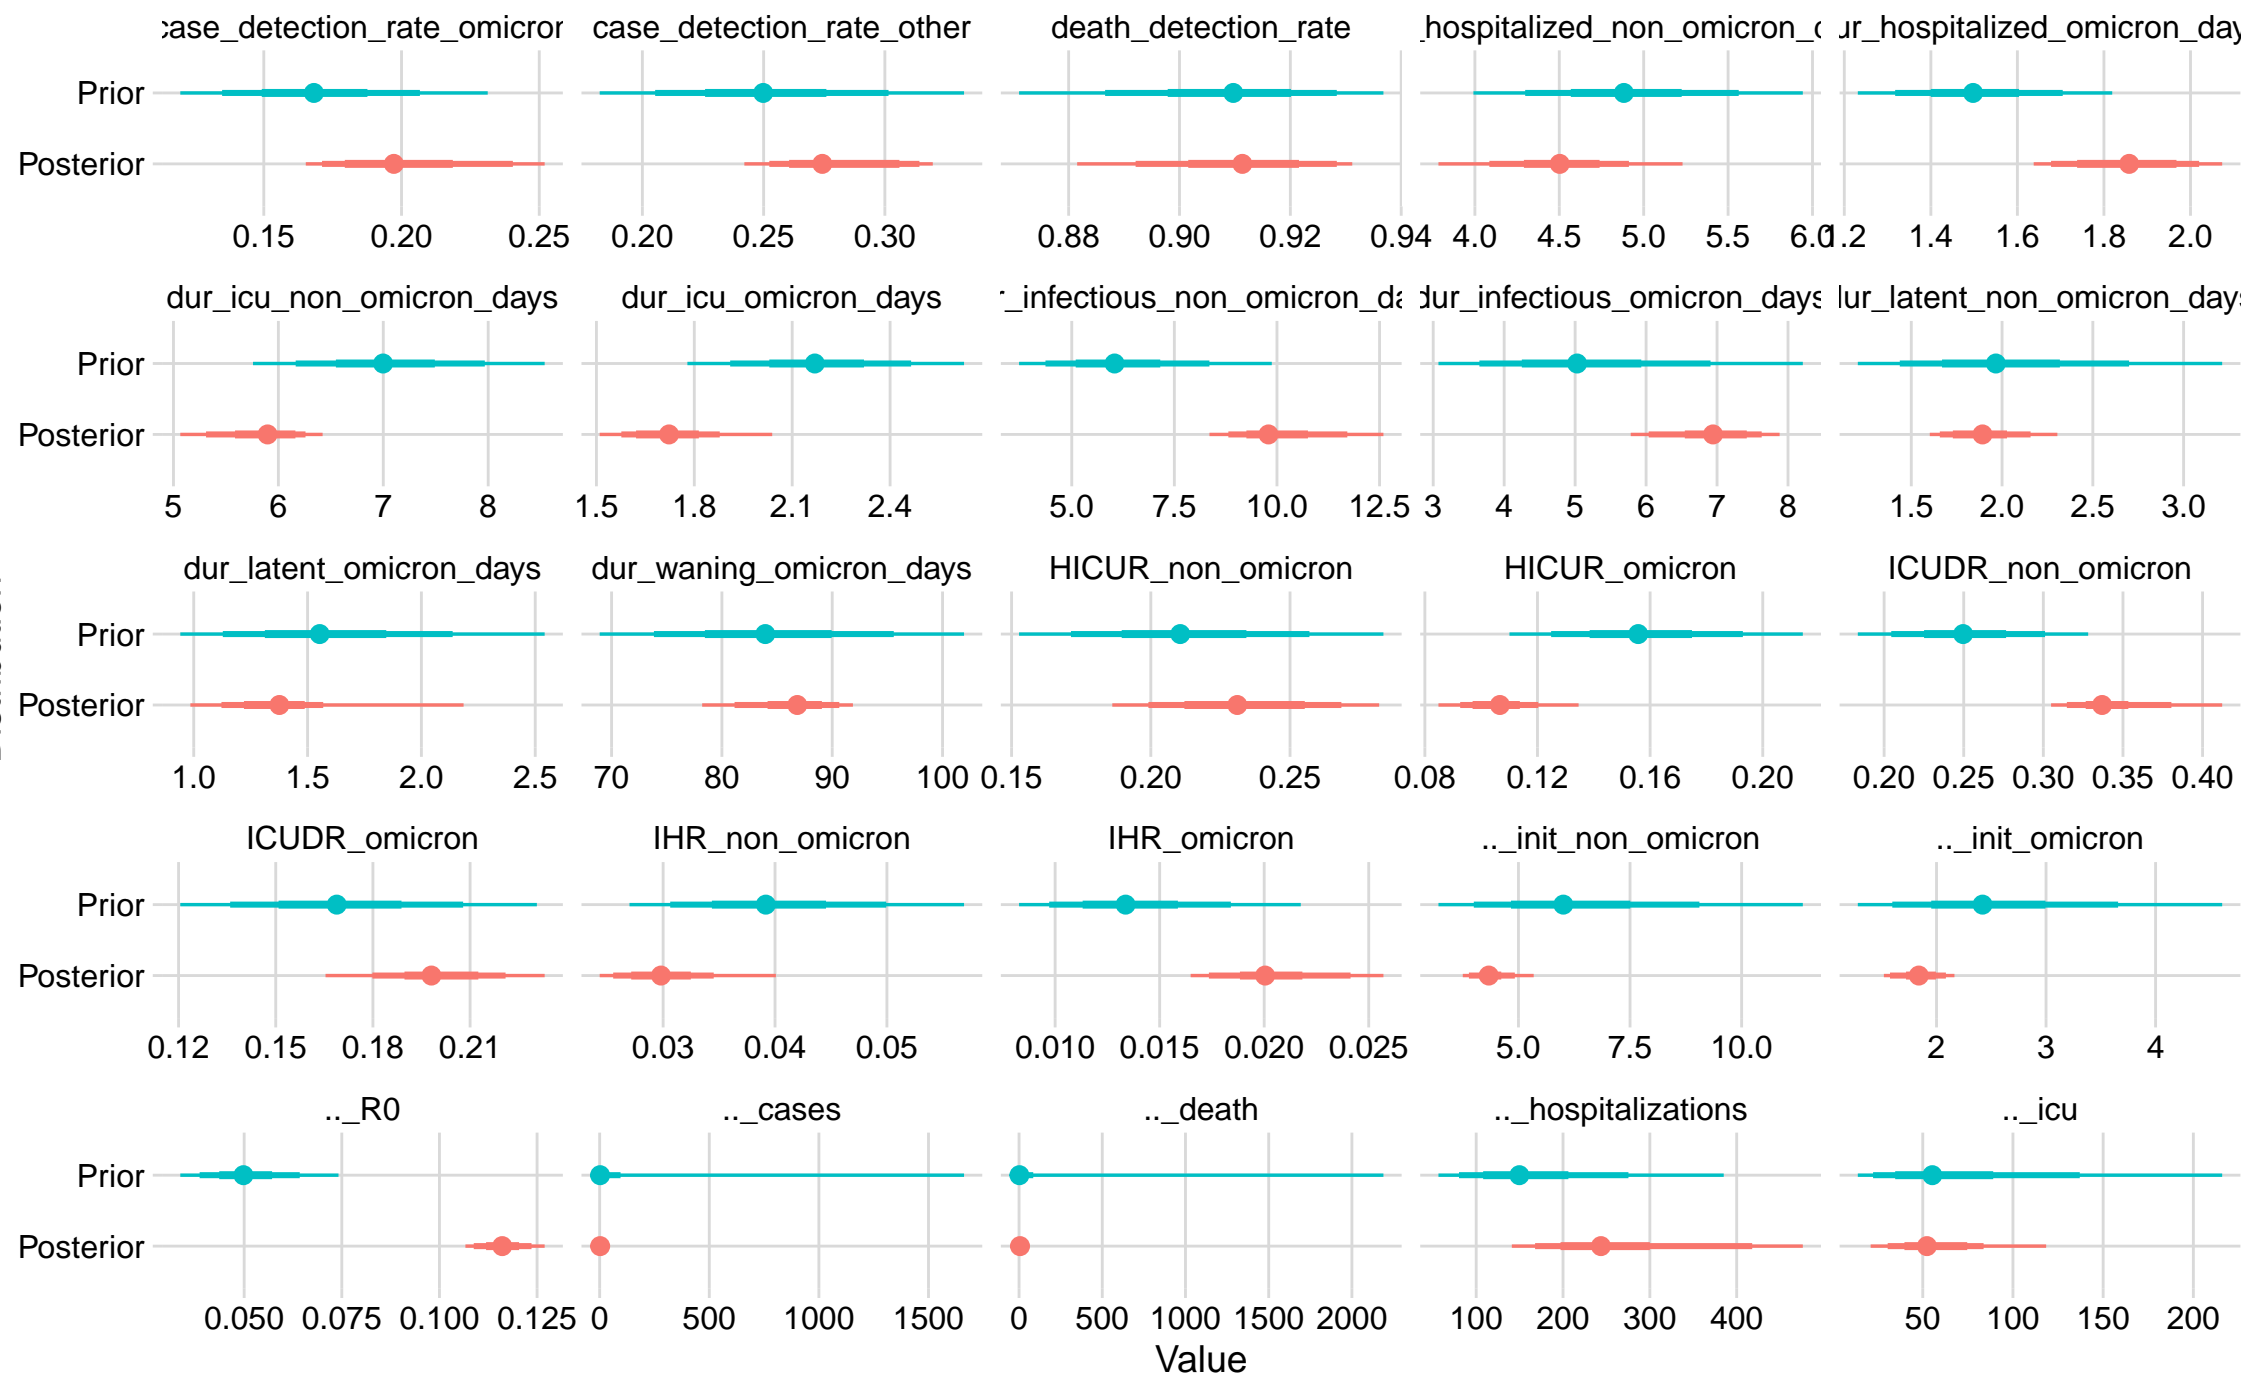 case_detection_rate_omicron case_detection_rate_other death_detection_rate _hospitalized_non_omicron_ ur_hospitalized_omicron_day
Prior
Posterior
0.15 0.20 0.25 0.20 0.25 0.30 0.88 0.90 0.92 0.94 4.0 4.5 5.0 5.5 6.0 1.2 1.4 1.6 1.8 2.0
dur_icu_non_omicron_days dur_icu_omicron_days r_infectious_non_omicron_da dur_infectious_omicron_days dur_latent_non_omicron_days
Prior
Posterior
5 6 7 8 1.5 1.8 2.1 2.4 5.0 7.5 10.0 12.5 3 4 5 6 7 8 1.5 2.0 2.5 3.0
dur_latent_omicron_days dur_waning_omicron_days HICUR_non_omicron HICUR_omicron ICUDR_non_omicron
Prior
Posterior
1.0 1.5 2.0 2.5 70 80 90 100 0.15 0.20 0.25 0.08 0.12 0.16 0.20 0.20 0.25 0.30 0.35 0.40
ICUDR_omicron IHR_non_omicron IHR_omicron .._init_non_omicron .._init_omicron
Prior
Posterior
0.12 0.15 0.18 0.21 0.03 0.04 0.05 0.010 0.015 0.020 0.025 5.0 7.5 10.0 2 3 4
.._R0 .._cases .._death .._hospitalizations .._icu
Prior
Posterior
0.050 0.075 0.100 0.125 0 500 1000 1500 0 500 1000 1500 2000 100 200 300 400 50 100 150 200
Value